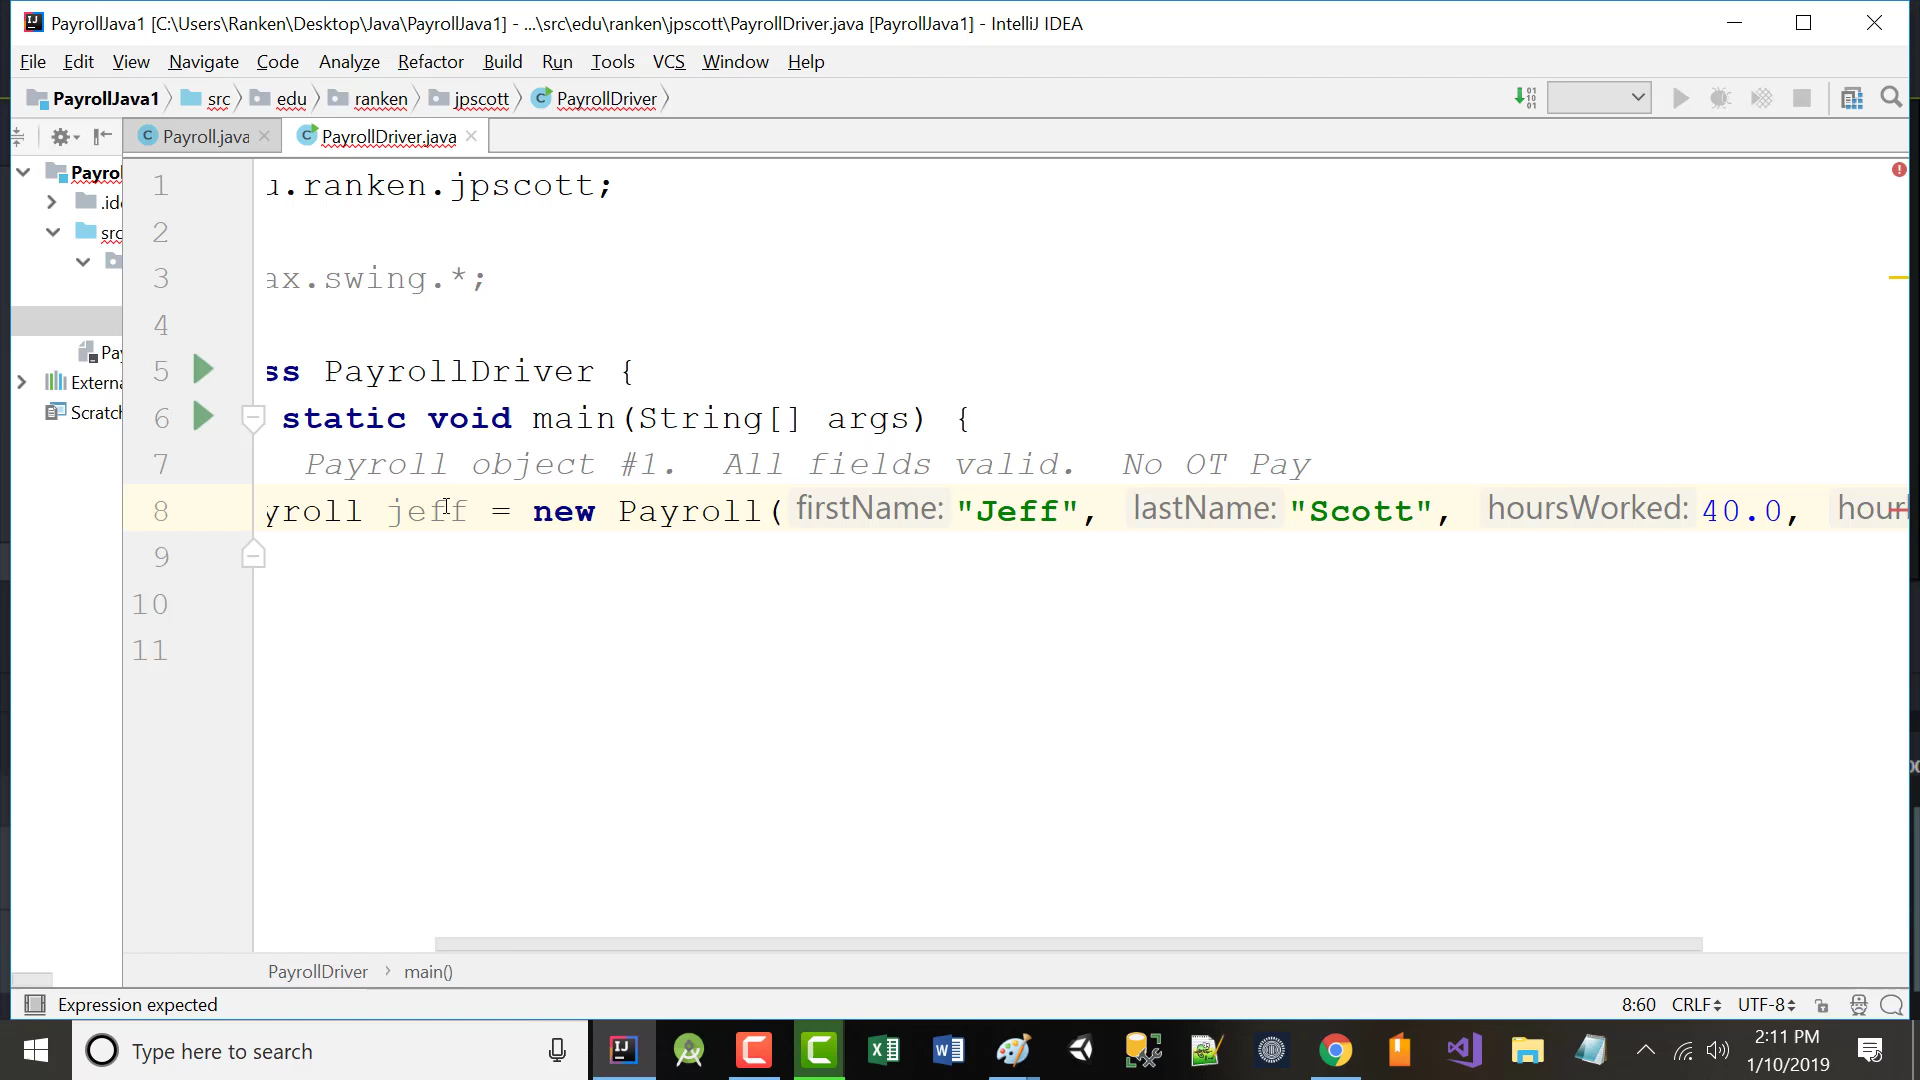 PayrollJava1 [C:\Users\Ranken\Desktop\Java\PayrollJava1] - ...\src\edu\ranken\jpscott\PayrollDriver.java [PayrollJava1] - IntelliJ IDEA
File Edit View Navigate Code Analyze Refactor Build Run Tools VCS Window Help
PayrollJava1 src edu ranken jpscott PayrollDriver
Payroll.java PayrollDriver.java
Payrol
.ide
src
Pay
Externa
Scratch
1 u.ranken.jpscott;
2
3 ax.swing.*;
4
5 ss PayrollDriver {
6 static void main(String[] args) {
7 Payroll object #1.  All fields valid.  No OT Pay
8 yroll jeff = new Payroll( firstName: "Jeff", lastName: "Scott", hoursWorked: 40.0, hourl
9
10
11
PayrollDriver › main()
Expression expected 8:60 CRLF UTF-8
Type here to search
2:11 PM
1/10/2019